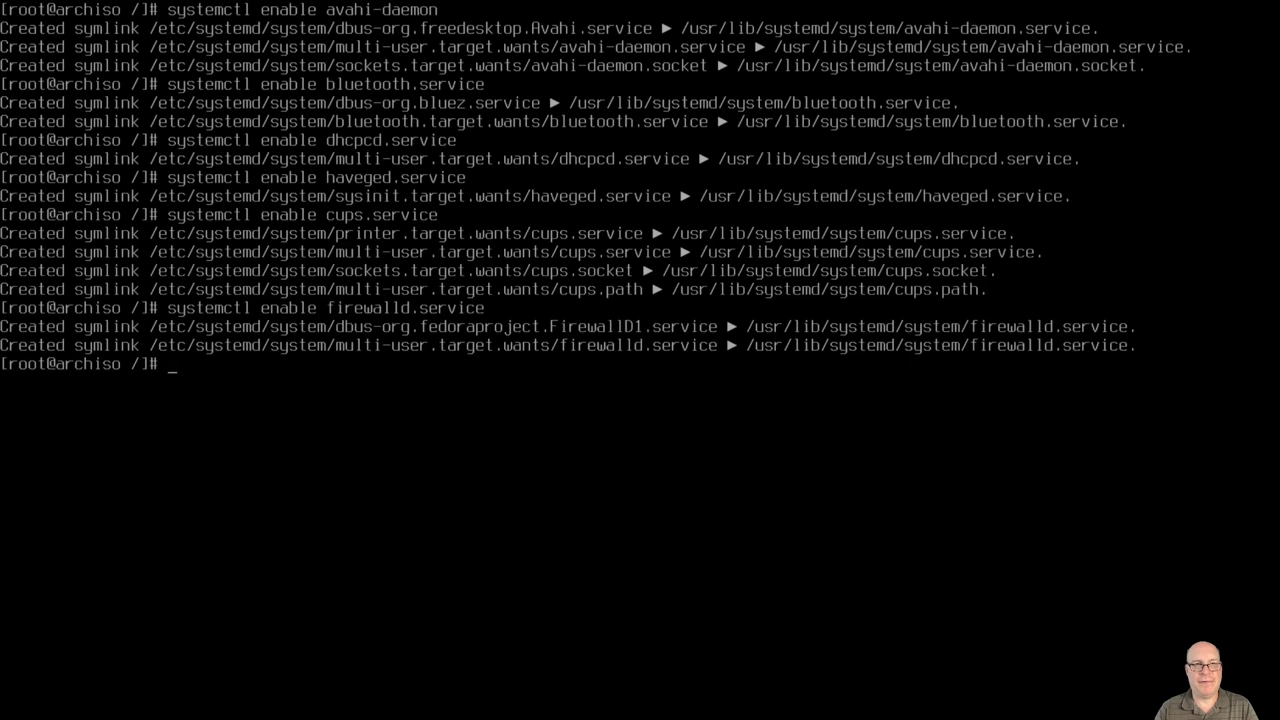 [root@archiso /]# systemctl enable avahi-daemon
Created symlink /etc/systemd/system/dbus-org.freedesktop.Avahi.service ► /usr/lib/systemd/system/avahi-daemon.service.
Created symlink /etc/systemd/system/multi-user.target.wants/avahi-daemon.service ► /usr/lib/systemd/system/avahi-daemon.service.
Created symlink /etc/systemd/system/sockets.target.wants/avahi-daemon.socket ► /usr/lib/systemd/system/avahi-daemon.socket.
[root@archiso /]# systemctl enable bluetooth.service
Created symlink /etc/systemd/system/dbus-org.bluez.service ► /usr/lib/systemd/system/bluetooth.service.
Created symlink /etc/systemd/system/bluetooth.target.wants/bluetooth.service ► /usr/lib/systemd/system/bluetooth.service.
[root@archiso /]# systemctl enable dhcpcd.service
Created symlink /etc/systemd/system/multi-user.target.wants/dhcpcd.service ► /usr/lib/systemd/system/dhcpcd.service.
[root@archiso /]# systemctl enable haveged.service
Created symlink /etc/systemd/system/sysinit.target.wants/haveged.service ► /usr/lib/systemd/system/haveged.service.
[root@archiso /]# systemctl enable cups.service
Created symlink /etc/systemd/system/printer.target.wants/cups.service ► /usr/lib/systemd/system/cups.service.
Created symlink /etc/systemd/system/multi-user.target.wants/cups.service ► /usr/lib/systemd/system/cups.service.
Created symlink /etc/systemd/system/sockets.target.wants/cups.socket ► /usr/lib/systemd/system/cups.socket.
Created symlink /etc/systemd/system/multi-user.target.wants/cups.path ► /usr/lib/systemd/system/cups.path.
[root@archiso /]# systemctl enable firewalld.service
Created symlink /etc/systemd/system/dbus-org.fedoraproject.FirewallD1.service ► /usr/lib/systemd/system/firewalld.service.
Created symlink /etc/systemd/system/multi-user.target.wants/firewalld.service ► /usr/lib/systemd/system/firewalld.service.
[root@archiso /]# _